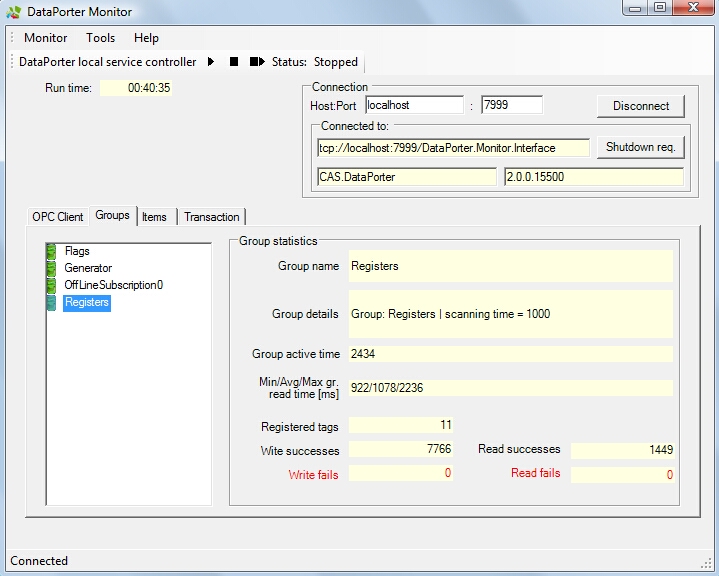 DataPorter Monitor
Monitor Tools Help
DataPorter local service controller Status: Stopped
Run time: 00:40:35
Connection
Host:Port localhost : 7999 Disconnect
Connected to:
tcp://localhost:7999/DataPorter.Monitor.Interface Shutdown req.
CAS.DataPorter 2.0.0.15500
OPC Client Groups Items Transaction
Flags
Generator
OffLineSubscription0
Registers
Group statistics
Group name Registers
Group details Group: Registers | scanning time = 1000
Group active time 2434
Min/Avg/Max gr.
read time [ms] 922/1078/2236
Registered tags 11
Wite successes 7766 Read successes 1449
Write fails 0 Read fails 0
Connected